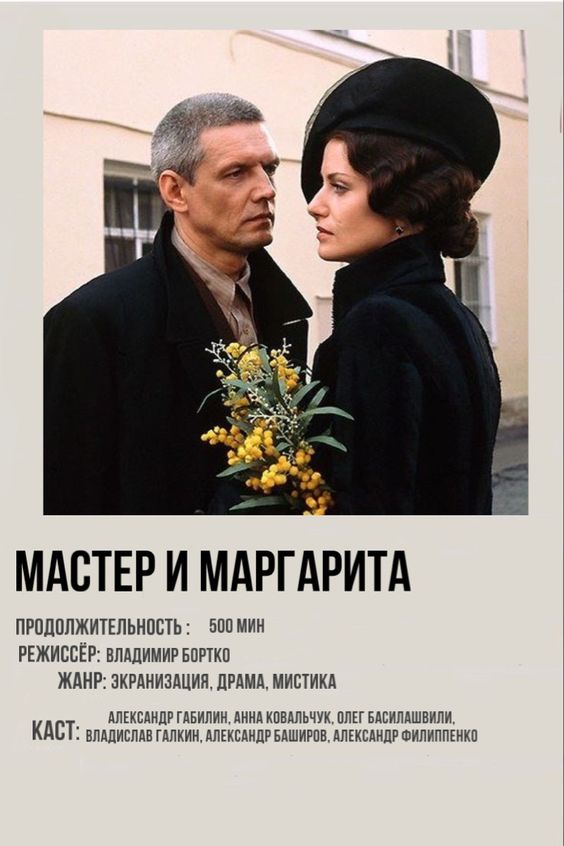 МАСТЕР И МАРГАРИТА
ПРОДОЛЖИТЕЛЬНОСТЬ : 500 МИН
РЕЖИССЁР: ВЛАДИМИР БОРТКО
ЖАНР: ЭКРАНИЗАЦИЯ, ДРАМА, МИСТИКА
КАСТ: АЛЕКСАНДР ГАБИЛИН, АННА КОВАЛЬЧУК, ОЛЕГ БАСИЛАШВИЛИ,
ВЛАДИСЛАВ ГАЛКИН, АЛЕКСАНДР БАШИРОВ, АЛЕКСАНДР ФИЛИППЕНКО